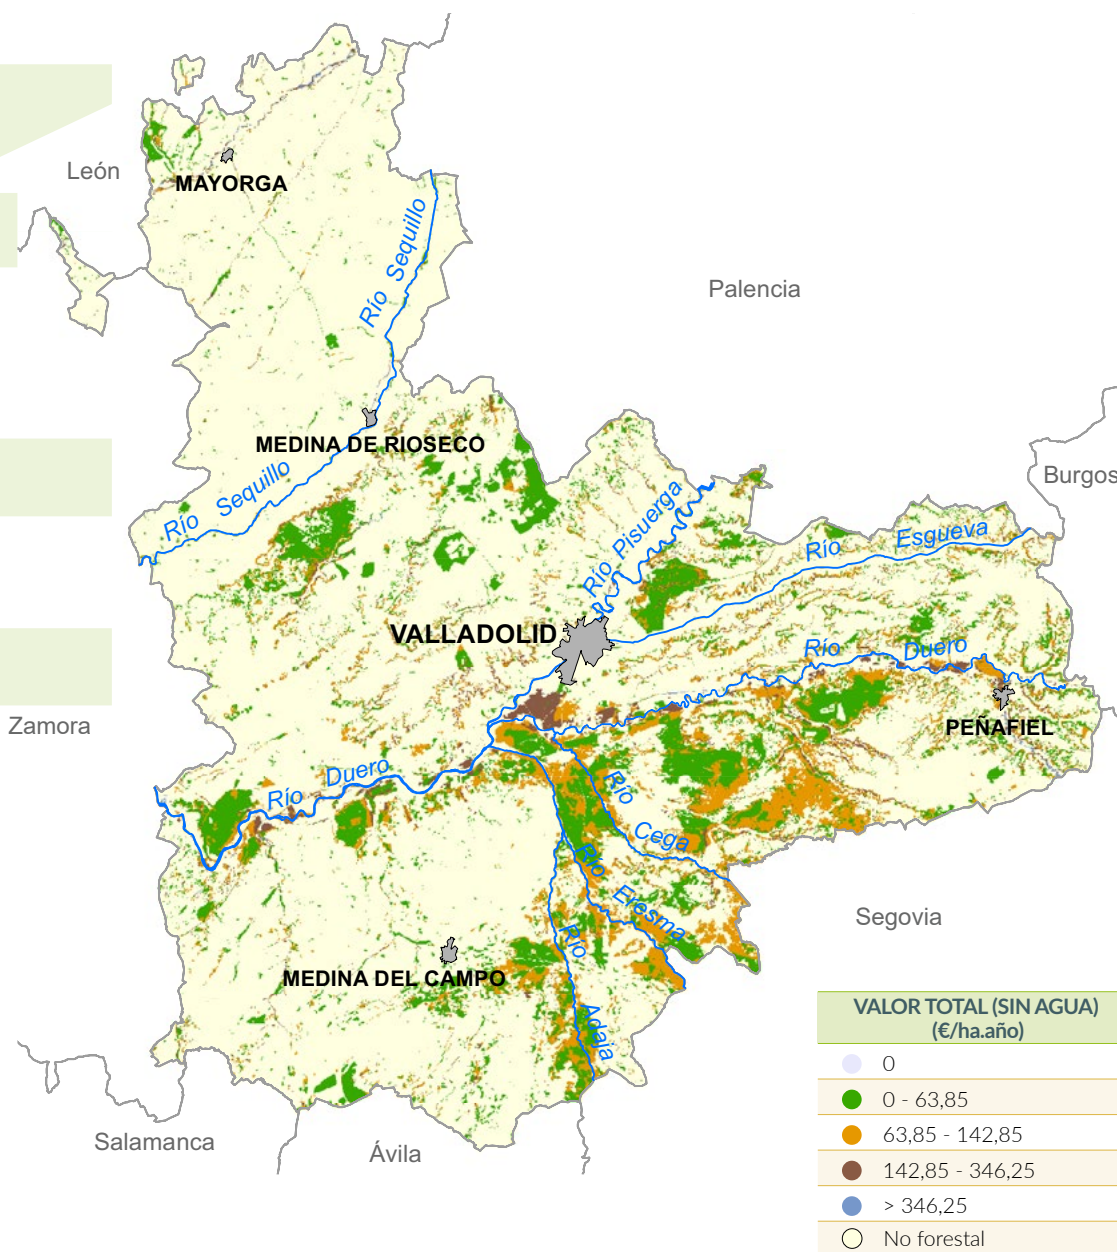 León
MAYORGA
Río Sequillo
Palencia
MEDINA DE RIOSECO
Burgos
Río Sequillo
Río Pisuerga
Río Esgueva
VALLADOLID
Río Duero
Zamora
PEÑAFIEL
Río Duero
Río Cega
Río Eresma
Segovia
Río Adaja
MEDINA DEL CAMPO
Salamanca
Ávila
VALOR TOTAL (SIN AGUA)
(€/ha.año)
0
0 - 63,85
63,85 - 142,85
142,85 - 346,25
> 346,25
No forestal